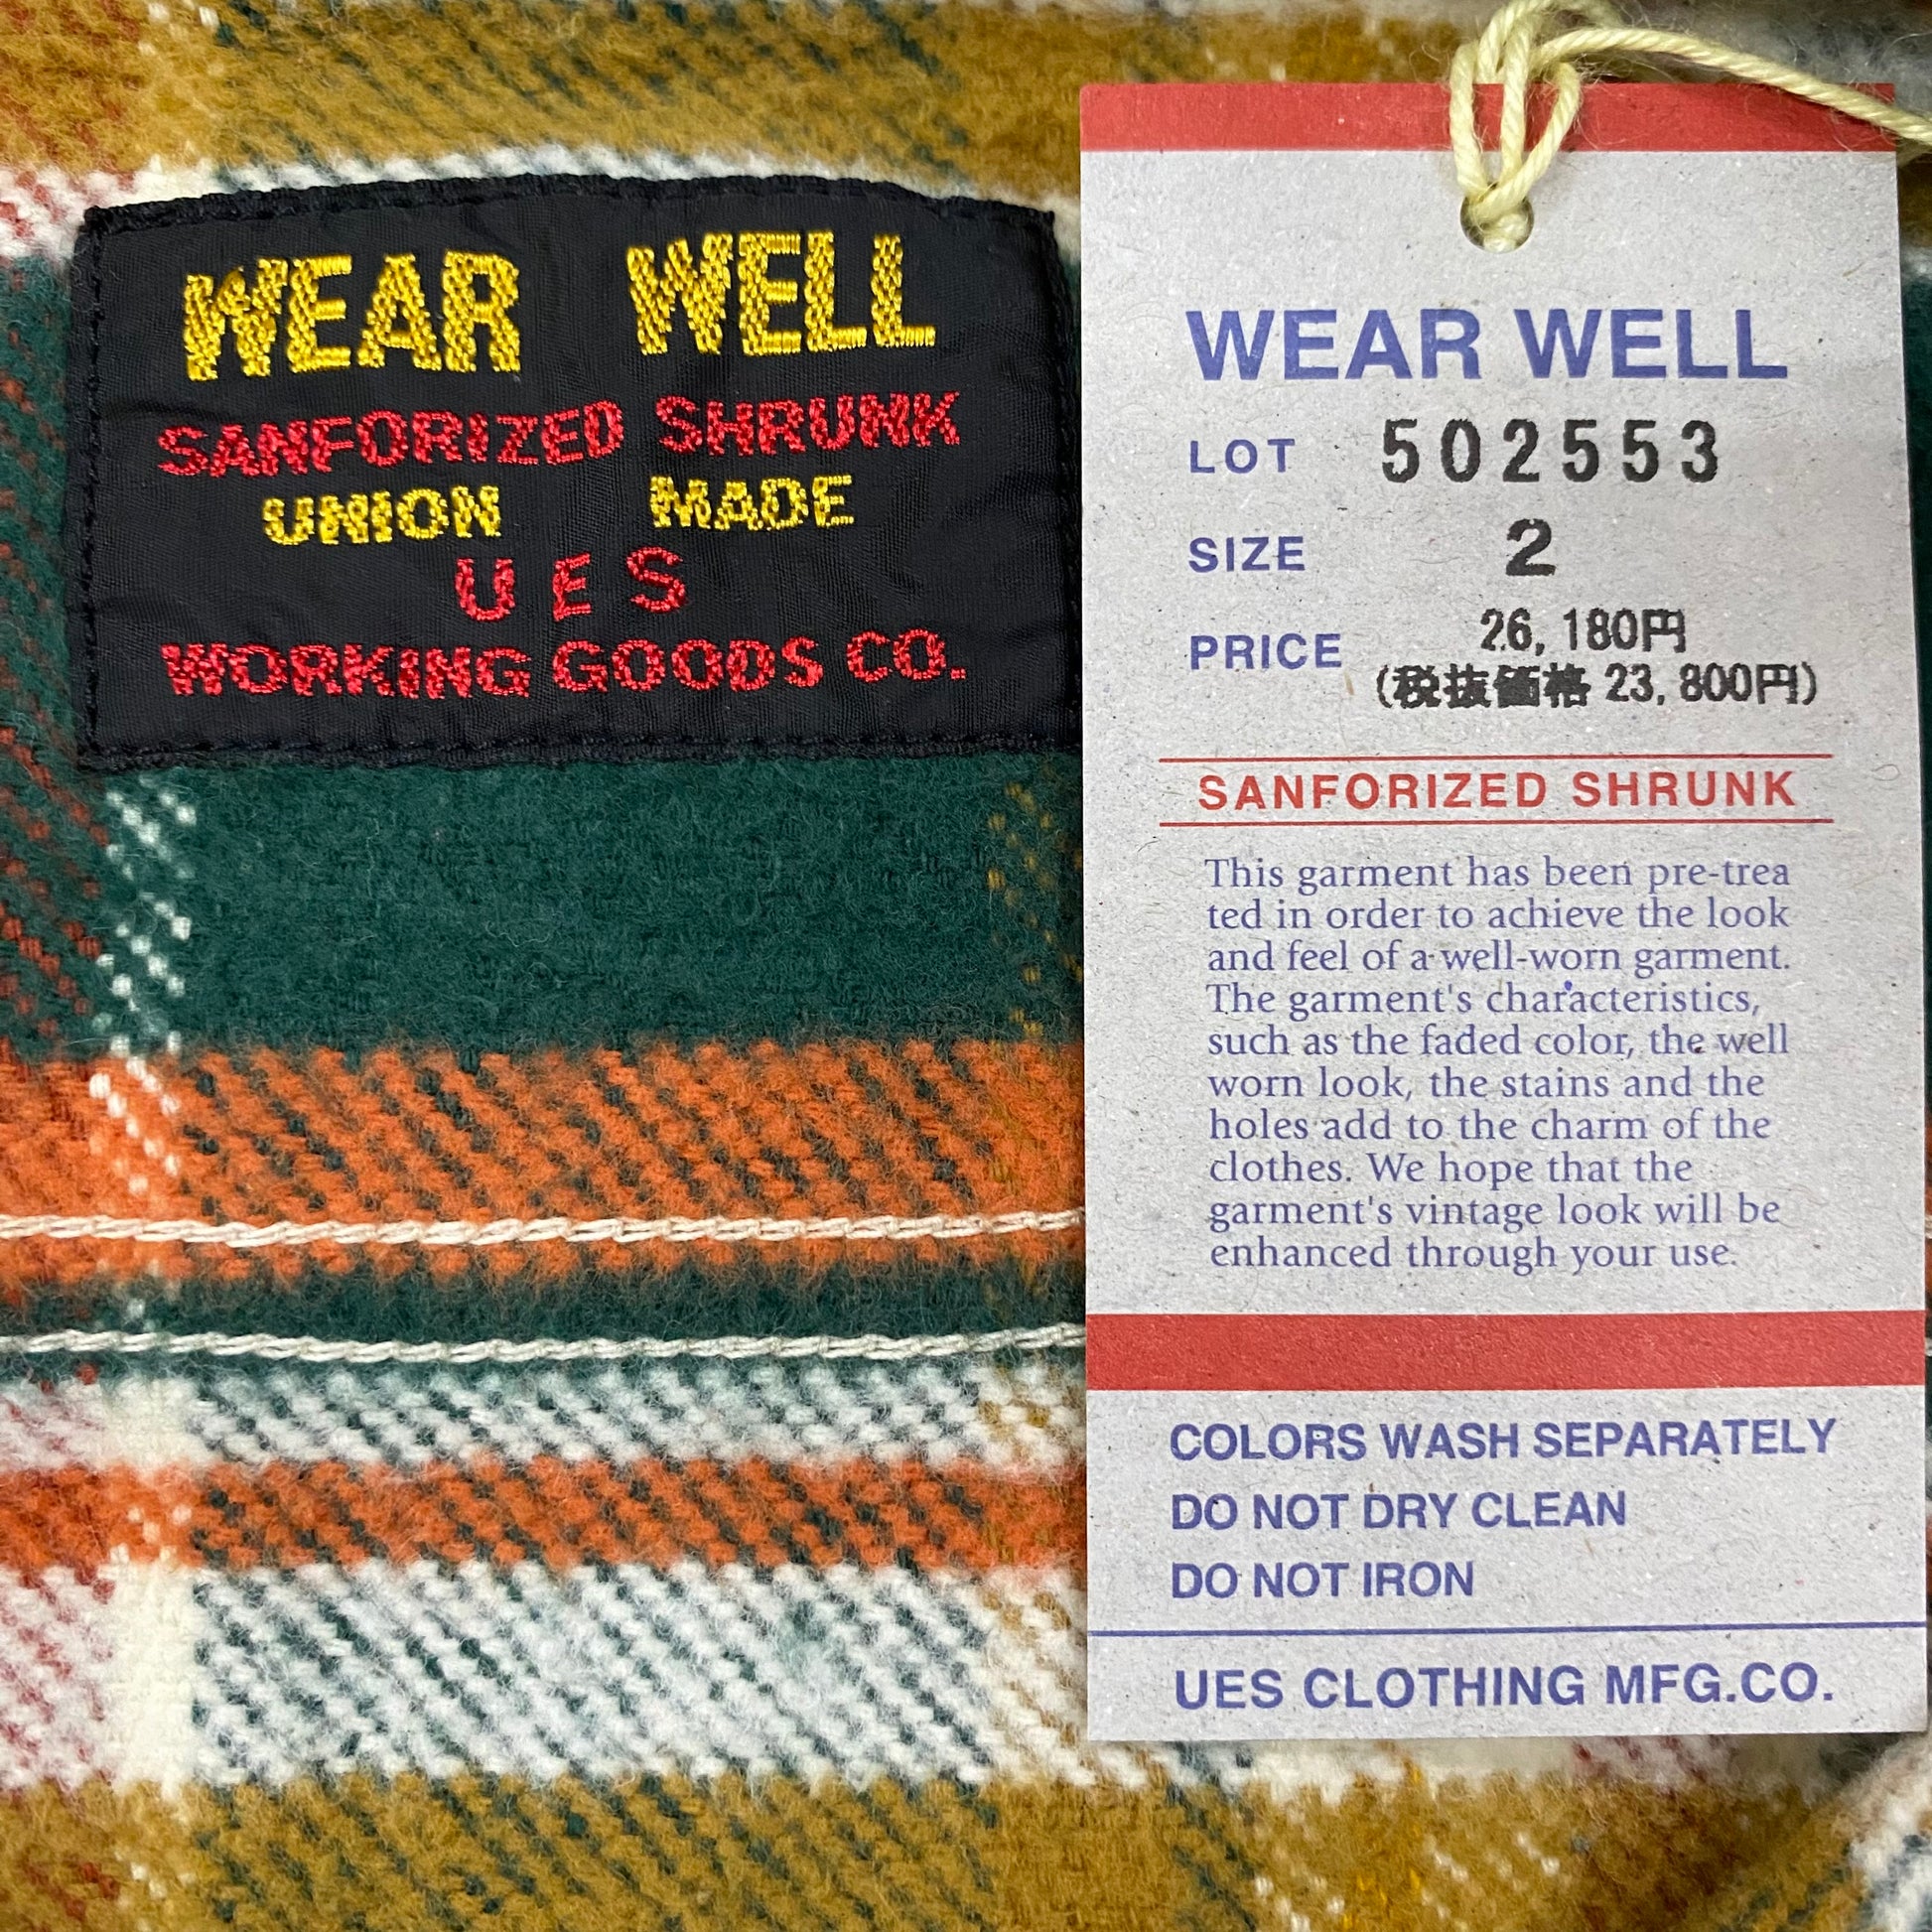 WEAR WELL
SANFORIZED SHRUNK
UNION MADE
U E S
WORKING GOODS CO.
WEAR WELL
LOT 502553
SIZE 2
PRICE 26,180円
(税抜価格 23,800円)
SANFORIZED SHRUNK
This garment has been pre-trea
ted in order to achieve the look
and feel of a well-worn garment.
The garment's characteristics,
such as the faded color, the well
worn look, the stains and the
holes add to the charm of the
clothes. We hope that the
garment's vintage look will be
enhanced through your use.
COLORS WASH SEPARATELY
DO NOT DRY CLEAN
DO NOT IRON
UES CLOTHING MFG.CO.